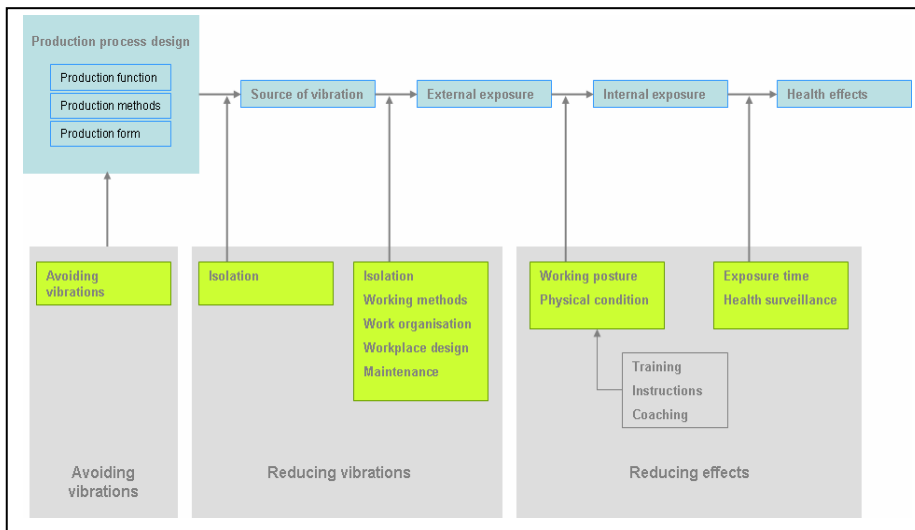 Production process design
Production function
Production methods
Production form
Source of vibration
External exposure
Internal exposure
Health effects
Avoiding
vibrations
Isolation
Isolation
Working methods
Work organisation
Workplace design
Maintenance
Working posture
Physical condition
Exposure time
Health surveillance
Training
Instructions
Coaching
Avoiding
vibrations
Reducing vibrations
Reducing effects